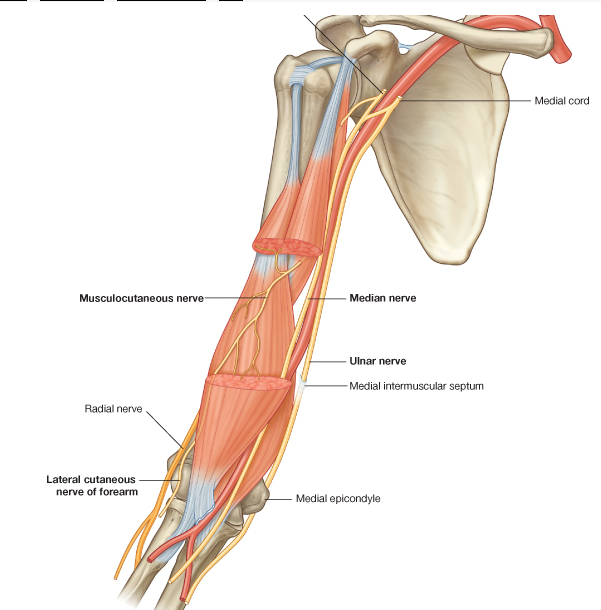 Medial cord
Musculocutaneous nerve
Median nerve
Ulnar nerve
Medial intermuscular septum
Radial nerve
Lateral cutaneous
nerve of forearm
Medial epicondyle